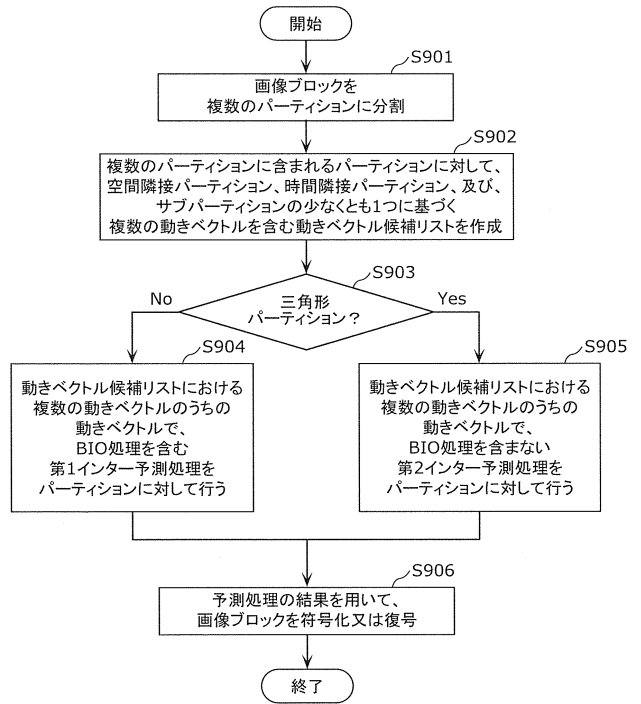 開始
S901
画像ブロックを
複数のパーティションに分割
S902
複数のパーティションに含まれるパーティションに対して、
空間隣接パーティション、時間隣接パーティション、及び、
サブパーティションの少なくとも1つに基づく
複数の動きベクトルを含む動きベクトル候補リストを作成
S903
No
三角形
パーティション？
Yes
S904
動きベクトル候補リストにおける
複数の動きベクトルのうちの
動きベクトルで、
BIO処理を含む
第1インター予測処理を
パーティションに対して行う
S905
動きベクトル候補リストにおける
複数の動きベクトルのうちの
動きベクトルで、
BIO処理を含まない
第2インター予測処理を
パーティションに対して行う
S906
予測処理の結果を用いて、
画像ブロックを符号化又は復号
終了